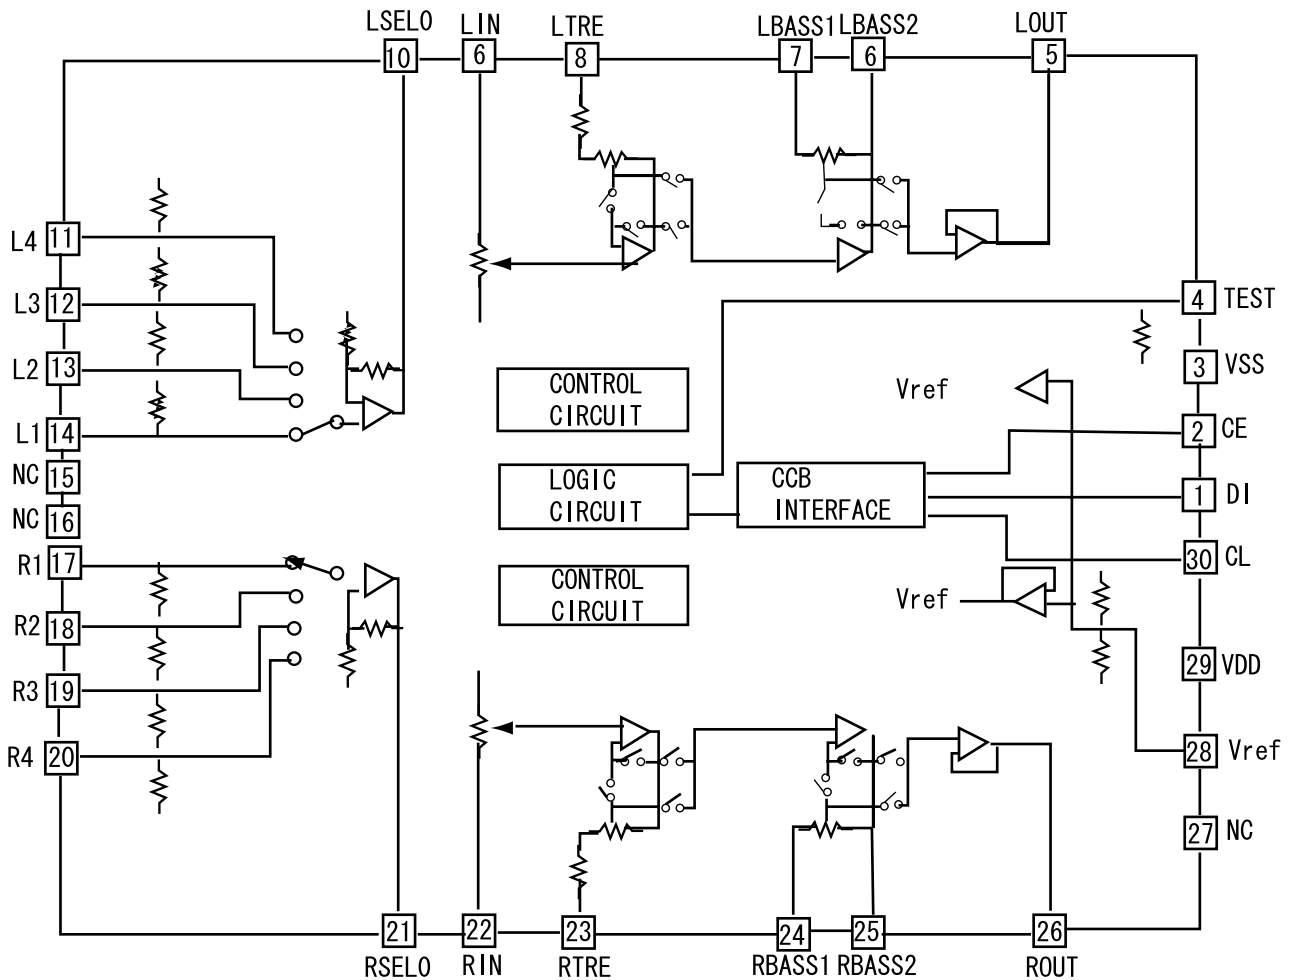 LSELO LIN LTRE LBASS1 LBASS2 LOUT
10 6 8 7 6 5
L4 11
L3 12
L2 13
L1 14
NC 15
NC 16
R1 17
R2 18
R3 19
R4 20
4 TEST
3 VSS
2 CE
1 DI
30 CL
29 VDD
28 Vref
27 NC
CONTROL
CIRCUIT
Vref
LOGIC
CIRCUIT
CCB
INTERFACE
CONTROL
CIRCUIT
Vref
21 22 23 24 25 26
RSELO RIN RTRE RBASS1 RBASS2 ROUT